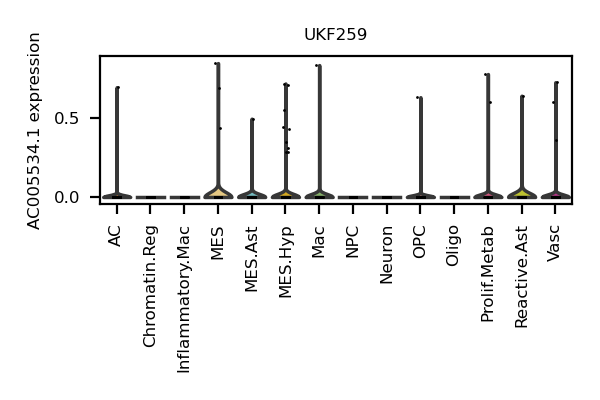 UKF259
AC005534.1 expression
0.5
0.0
AC
Chromatin.Reg
Inflammatory.Mac
MES
MES.Ast
MES.Hyp
Mac
NPC
Neuron
OPC
Oligo
Prolif.Metab
Reactive.Ast
Vasc